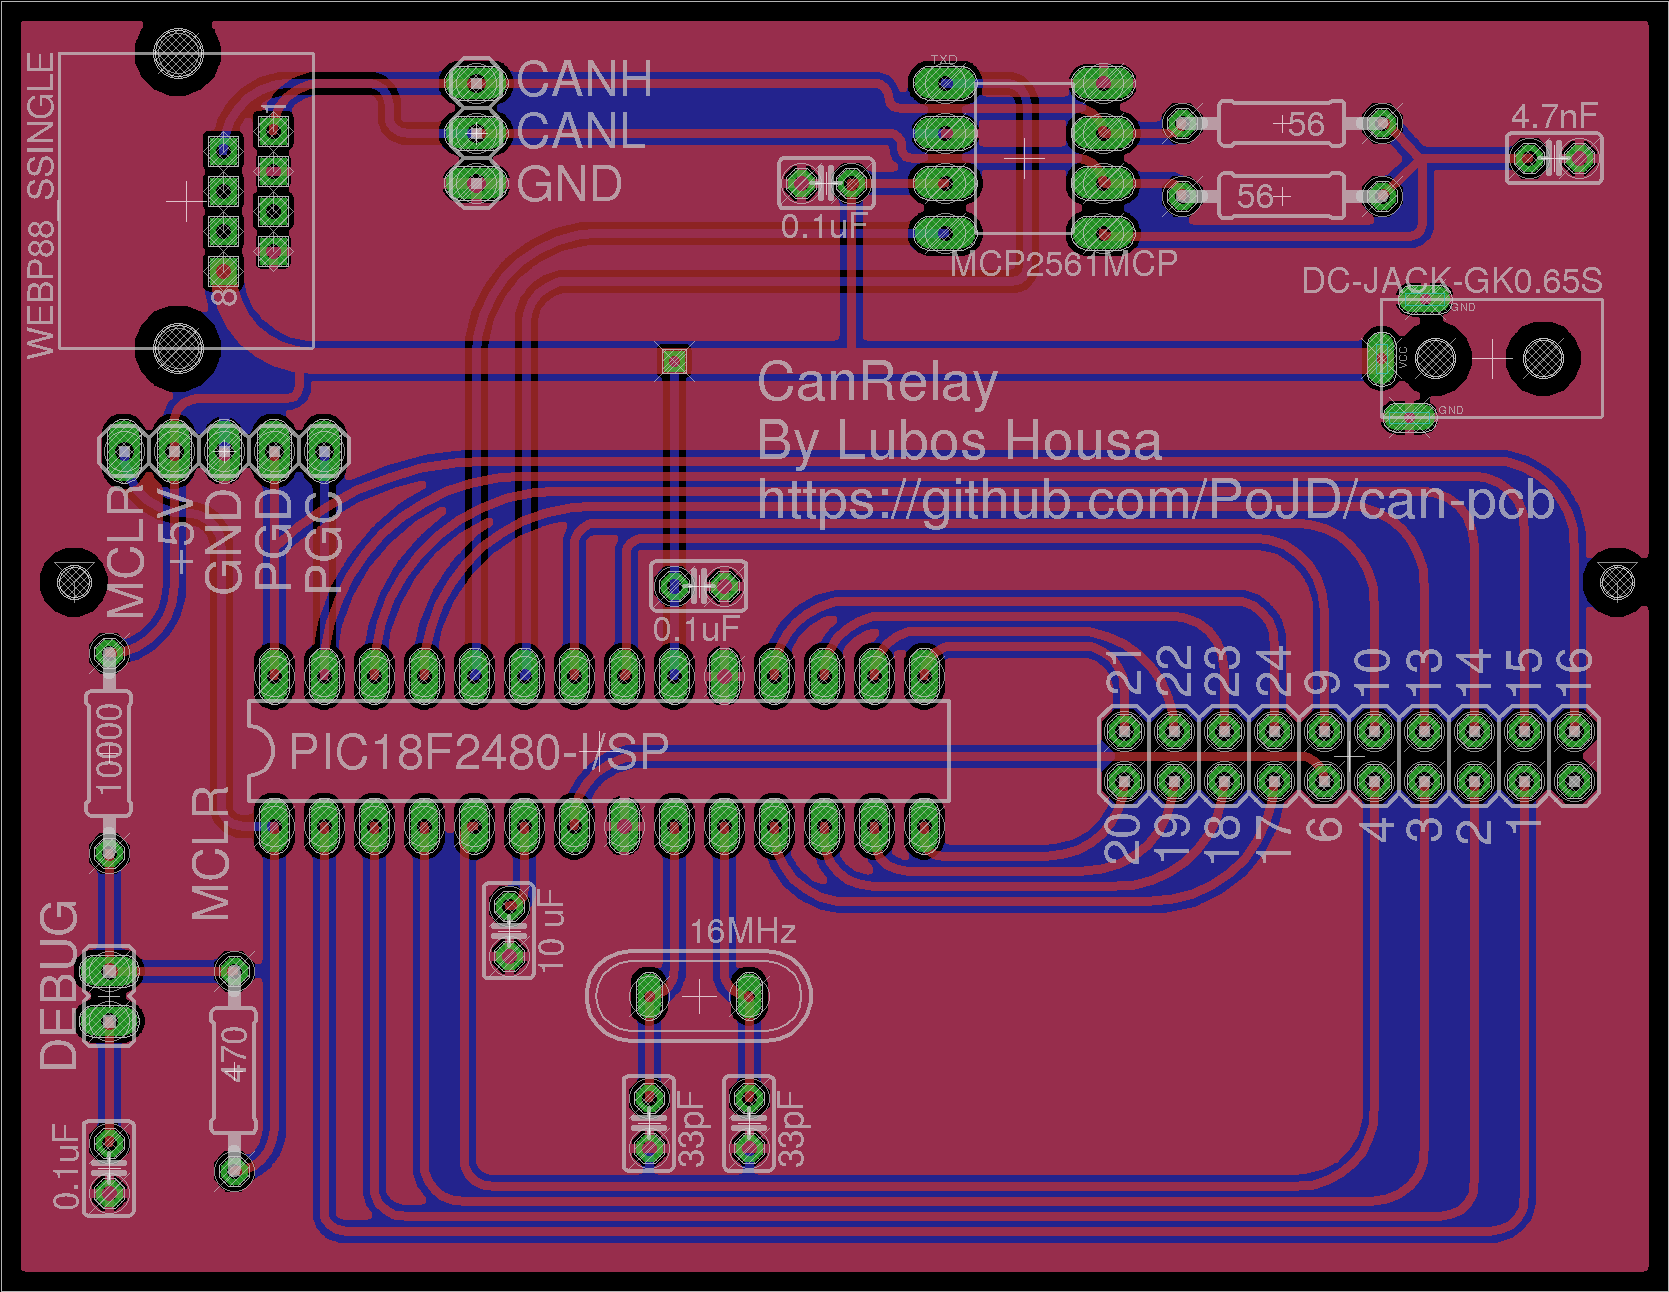 WEBP88 SSINGLE
1
8
CANH
CANL
GND
TXD
0.1uF
MCP2561MCP
56
56
4.7nF
DC-JACK-GK0.65S
GND
VCC
GND
CanRelay
By Lubos Housa
https://github.com/PoJD/can-pcb
MCLR
+5V
GND
PGD
PGC
0.1uF
10000
PIC18F2480-I/SP
MCLR
21
22
23
24
9
10
13
14
15
16
20
19
18
17
6
4
3
2
1
DEBUG
470
0.1uF
10 uF
16MHz
33pF
33pF